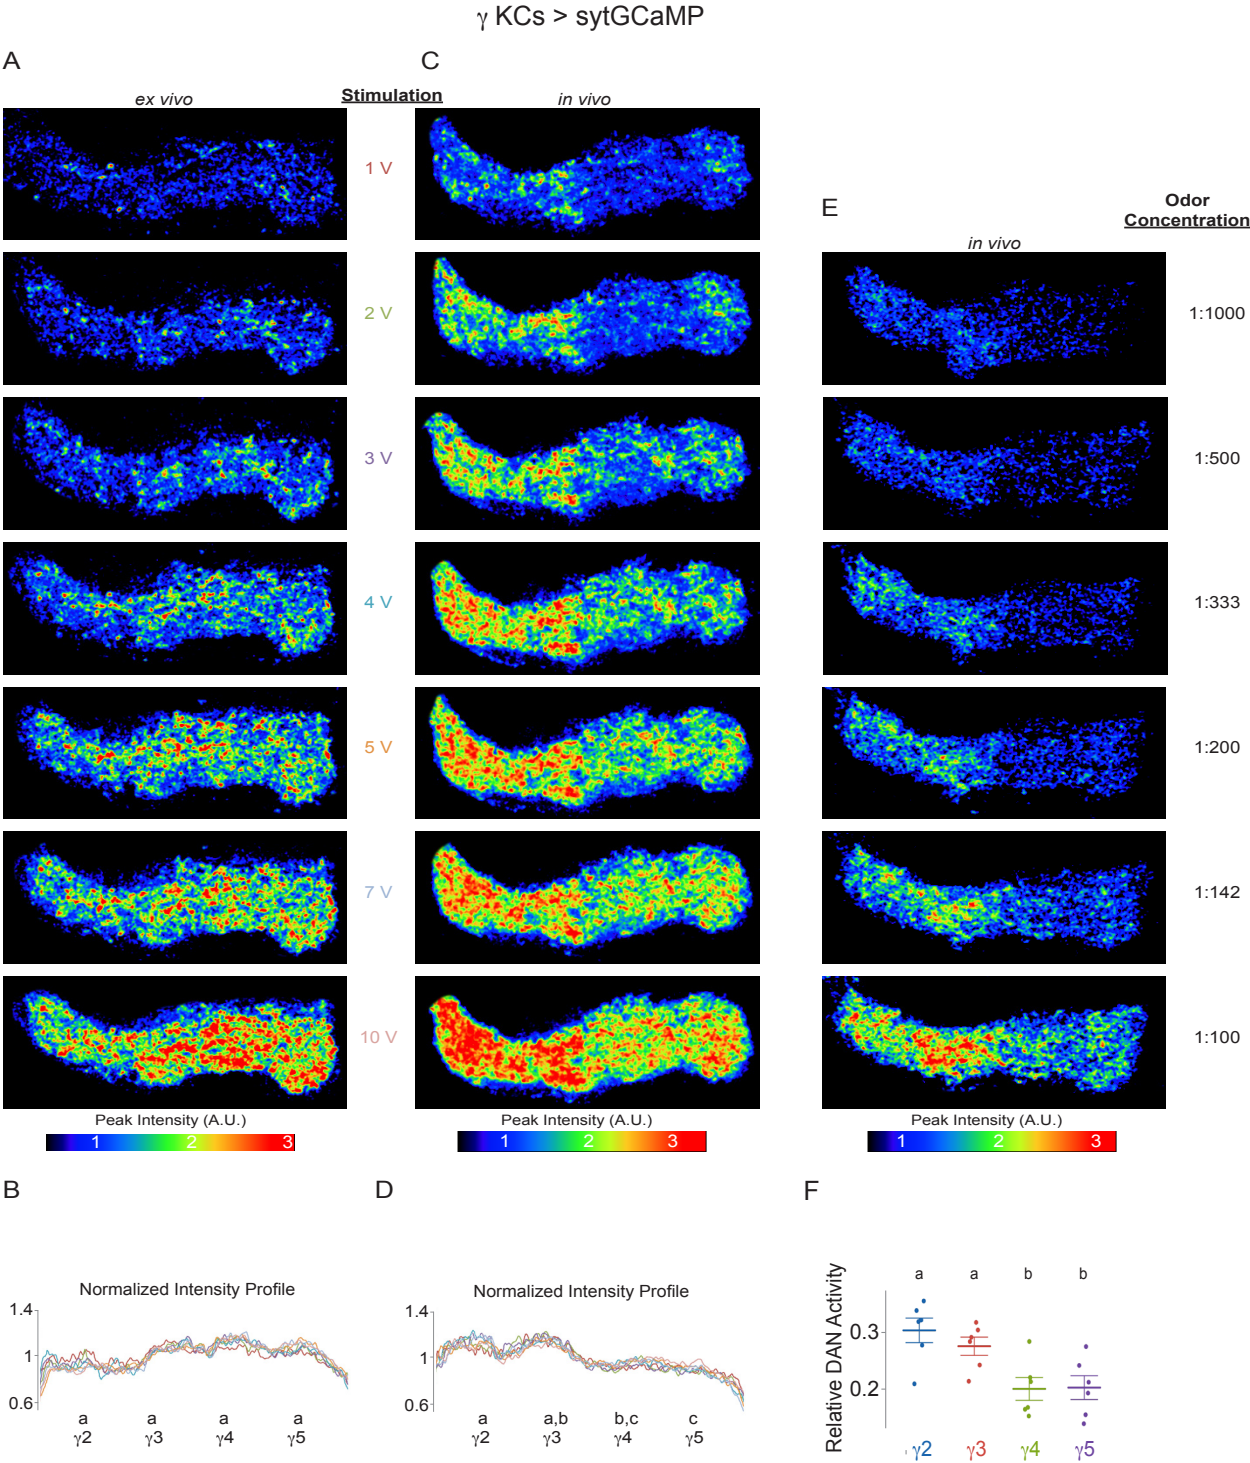 γ KCs > sytGCaMP
A
C
ex vivo
Stimulation
in vivo
1 V
E
Odor
Concentration
in vivo
2 V
1:1000
3 V
1:500
4 V
1:333
5 V
1:200
7 V
1:142
10 V
1:100
Peak Intensity (A.U.)
1 2 3
Peak Intensity (A.U.)
1 2 3
Peak Intensity (A.U.)
1 2 3
B
Normalized Intensity Profile
1.4
1
0.6
a a a a
γ2 γ3 γ4 γ5
D
Normalized Intensity Profile
1.4
1
0.6
a a,b b,c c
γ2 γ3 γ4 γ5
F
Relative DAN Activity
a a b b
0.3
0.2
γ2 γ3 γ4 γ5